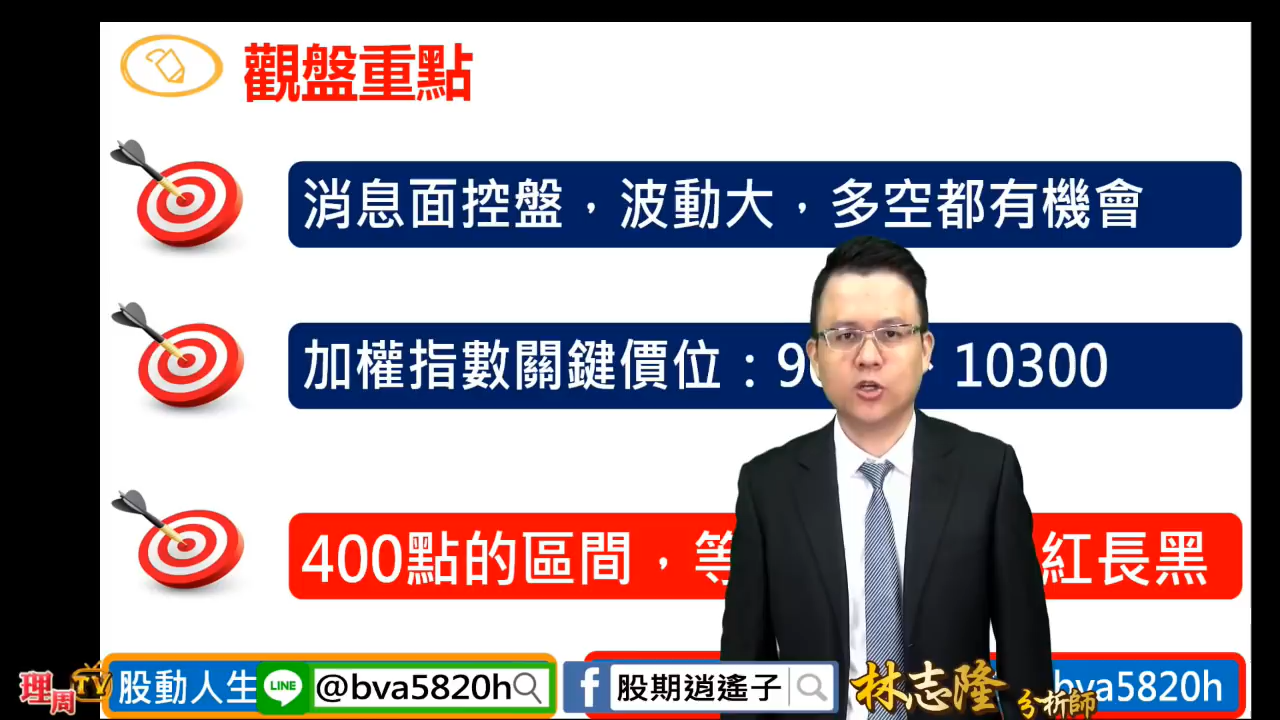 觀盤重點
消息面控盤，波動大，多空都有機會
加權指數關鍵價位：9 10300
400點的區間，等 紅長黑
理周TV 股動人生 LINE @bva5820h f 股期逍遙子 林志隆 分析師 bva5820h